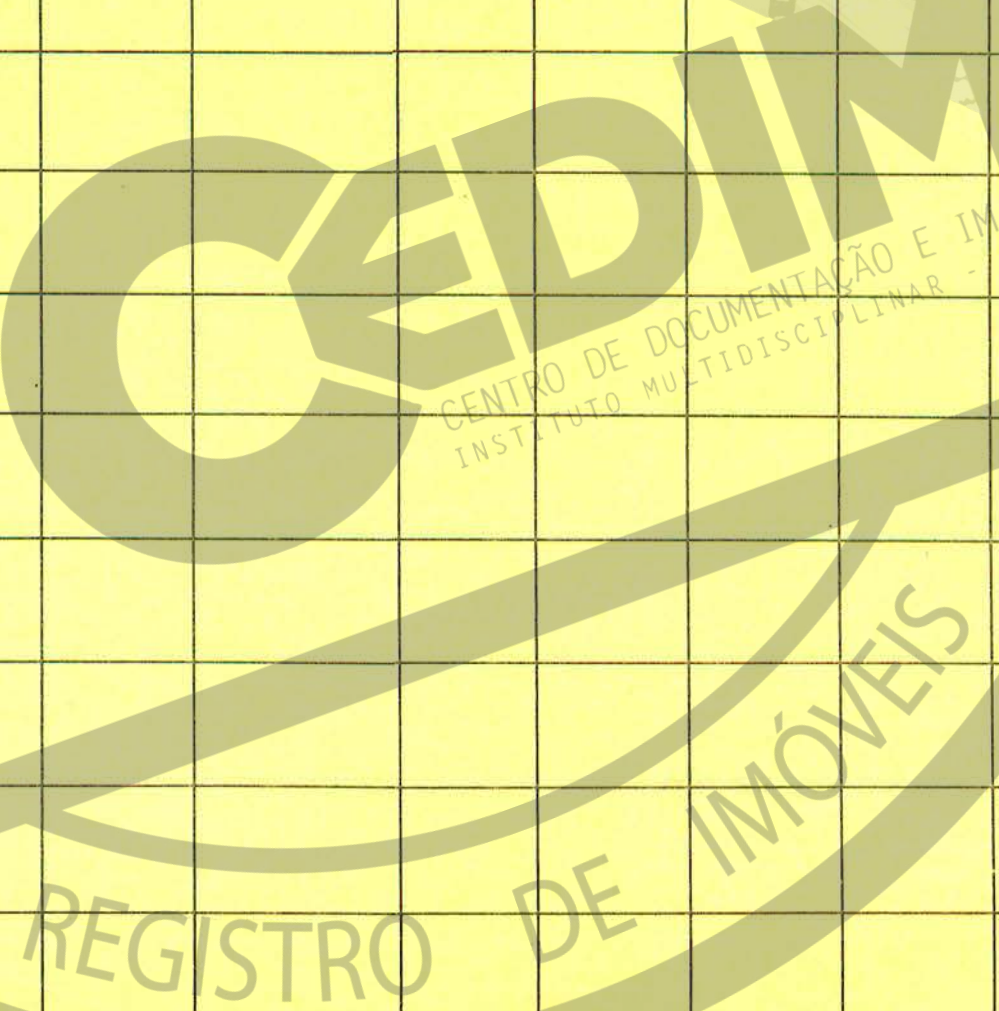 CEDIM
CENTRO DE DOCUMENTAÇÃO E IM
INSTITUTO MULTIDISCIPLINAR -
REGISTRO DE IMÓVEIS